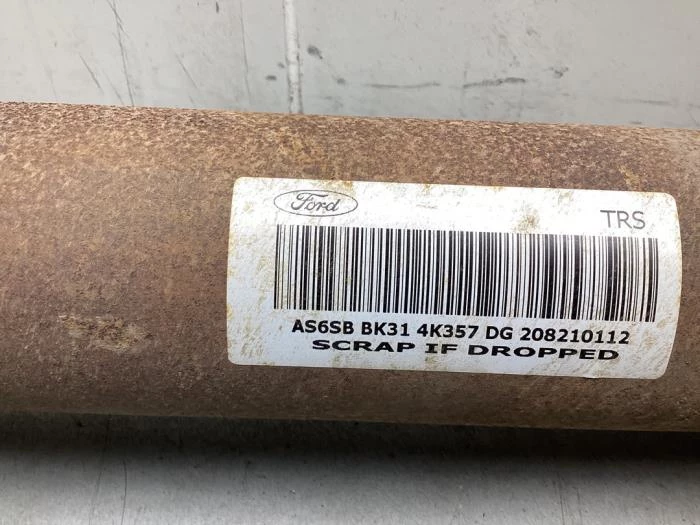 Ford
TRS
AS6SB BK31 4K357 DG 208210112
SCRAP IF DROPPED